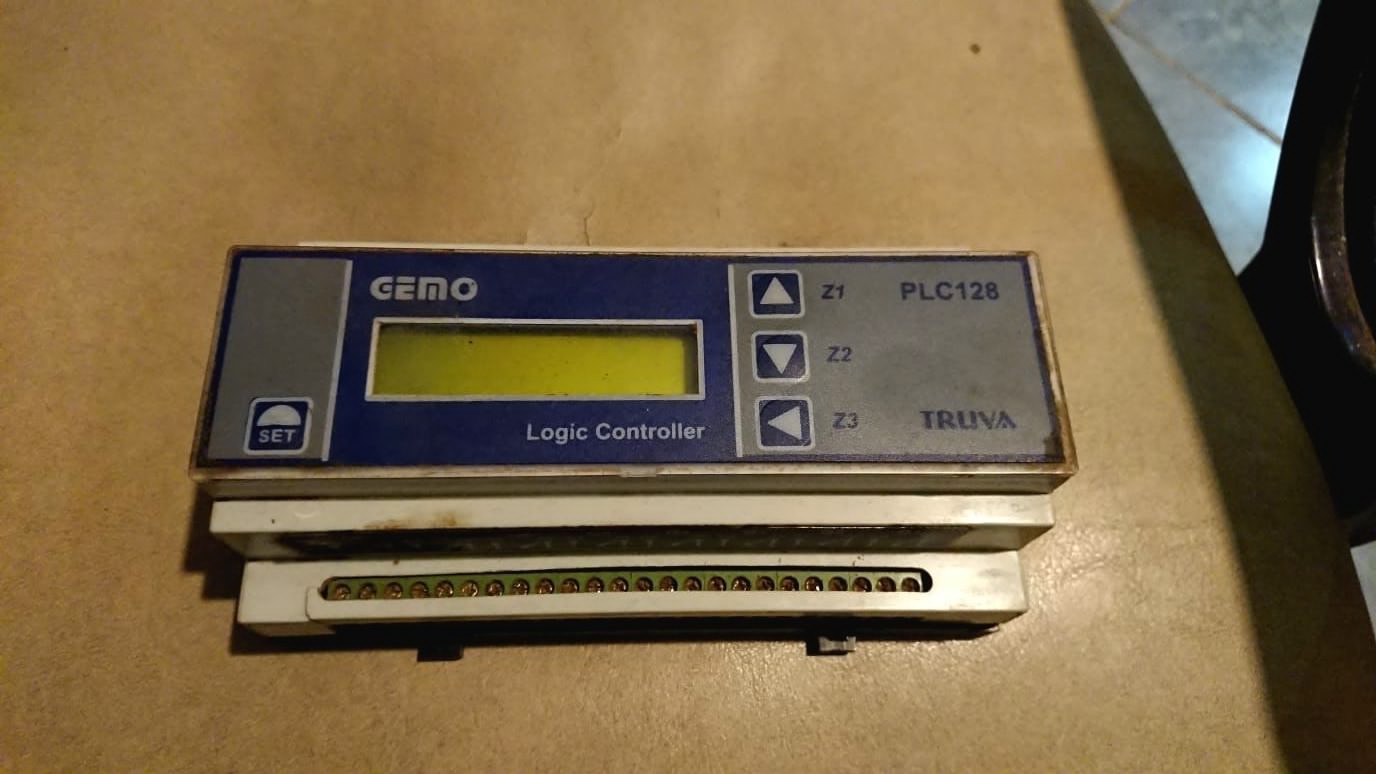 GEMO
SET
Logic Controller
Z1
PLC128
Z2
Z3
TRUVA